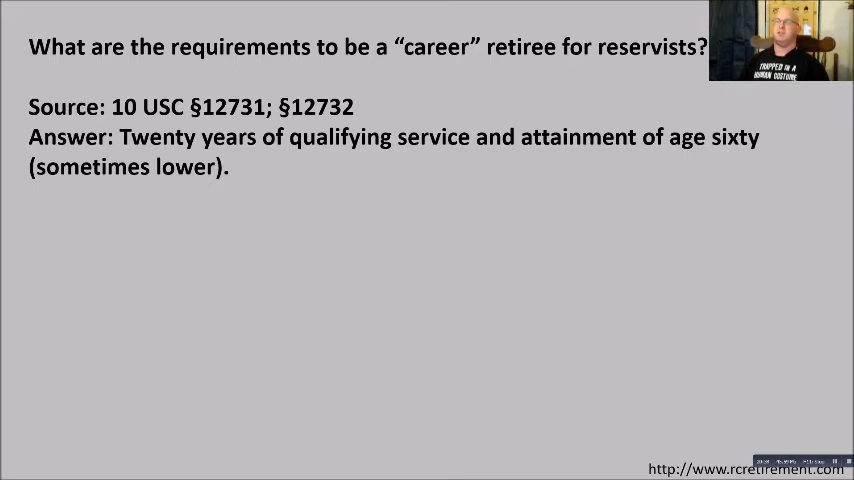 What are the requirements to be a “career” retiree for reservists?
TRAPPED IN A
HUMAN COSTUME
Source: 10 USC §12731; §12732
Answer: Twenty years of qualifying service and attainment of age sixty
(sometimes lower).
http://www.rcretirement.com